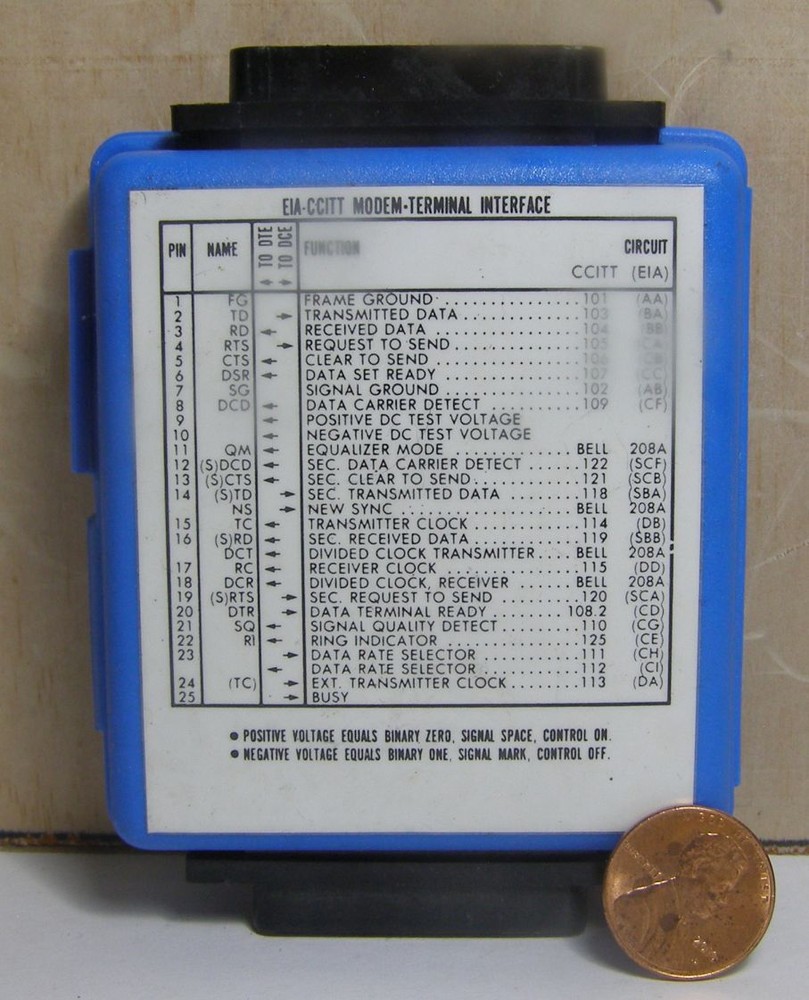 EIA-CCITT MODEM-TERMINAL INTERFACE
PIN NAME TO DTE TO DCE FUNCTION CIRCUIT
← → CCITT (EIA)
1 FG FRAME GROUND 101 (AA)
2 TD → TRANSMITTED DATA 103 (BA)
3 RD ← RECEIVED DATA 104 BB
4 RTS → REQUEST TO SEND 105 CA
5 CTS ← CLEAR TO SEND 106
6 DSR ← DATA SET READY 107 (CC)
7 SG SIGNAL GROUND 102 (AB)
8 DCD ← DATA CARRIER DETECT 109 (CF)
9 ← POSITIVE DC TEST VOLTAGE
10 ← NEGATIVE DC TEST VOLTAGE
11 QM ← EQUALIZER MODE BELL 208A
12 (S)DCD ← SEC. DATA CARRIER DETECT 122 (SCF)
13 (S)CTS ← SEC. CLEAR TO SEND 121 (SCB)
14 (S)TD → SEC. TRANSMITTED DATA 118 (SBA)
NS → NEW SYNC BELL 208A
15 TC ← TRANSMITTER CLOCK 114 (DB)
16 (S)RD ← SEC. RECEIVED DATA 119 (SBB)
DCT ← DIVIDED CLOCK TRANSMITTER BELL 208A
17 RC ← RECEIVER CLOCK 115 (DD)
18 DCR ← DIVIDED CLOCK, RECEIVER BELL 208A
19 (S)RTS → SEC. REQUEST TO SEND 120 (SCA)
20 DTR → DATA TERMINAL READY 108.2 (CD)
21 SQ ← SIGNAL QUALITY DETECT 110 (CG)
22 RI ← RING INDICATOR 125 (CE)
23 → DATA RATE SELECTOR 111 (CH)
← DATA RATE SELECTOR 112 (CI)
24 (TC) → EXT. TRANSMITTER CLOCK 113 (DA)
25 → BUSY
● POSITIVE VOLTAGE EQUALS BINARY ZERO, SIGNAL SPACE, CONTROL ON.
● NEGATIVE VOLTAGE EQUALS BINARY ONE, SIGNAL MARK, CONTROL OFF.